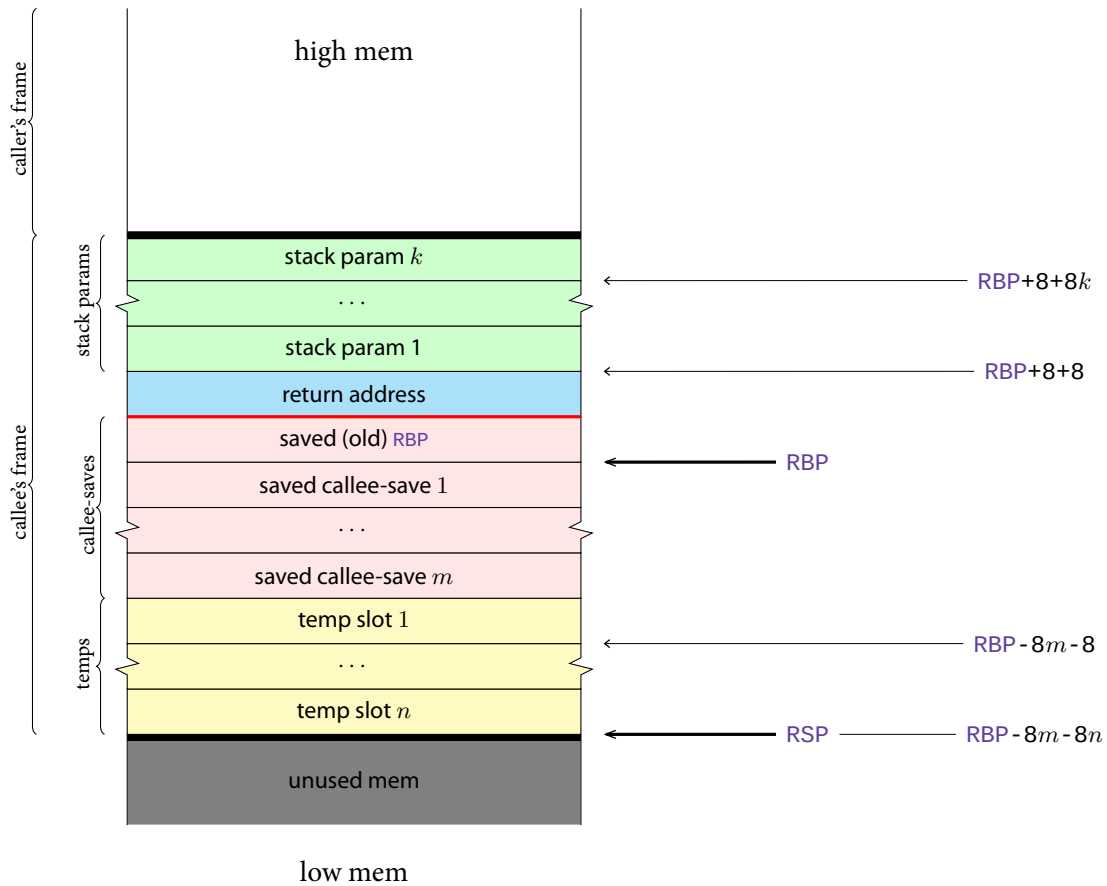 high mem
caller's frame
stack params
stack param k
RBP+8+8k
...
stack param 1
RBP+8+8
return address
callee's frame
callee-saves
saved (old) RBP
RBP
saved callee-save 1
...
saved callee-save m
temps
temp slot 1
RBP-8m-8
...
temp slot n
RSP RBP-8m-8n
unused mem
low mem